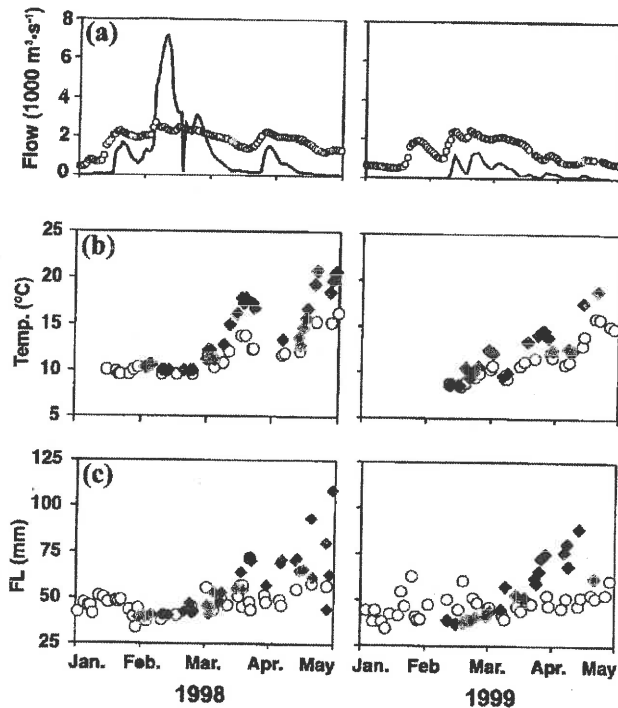 (a)
Flow (1000 m³·s⁻¹)
8
6
4
2
0
(b)
Temp. (°C)
25
20
15
10
5
(c)
FL (mm)
125
100
75
50
25
Jan. Feb. Mar. Apr. May
Jan. Feb Mar. Apr. May
1998
1999